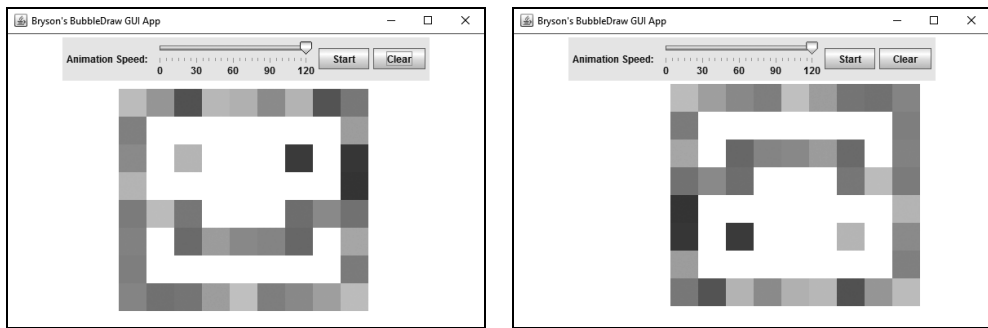 Bryson's BubbleDraw GUI App
Animation Speed: Start Clear
0 30 60 90 120
Bryson's BubbleDraw GUI App
Animation Speed: Start Clear
0 30 60 90 120